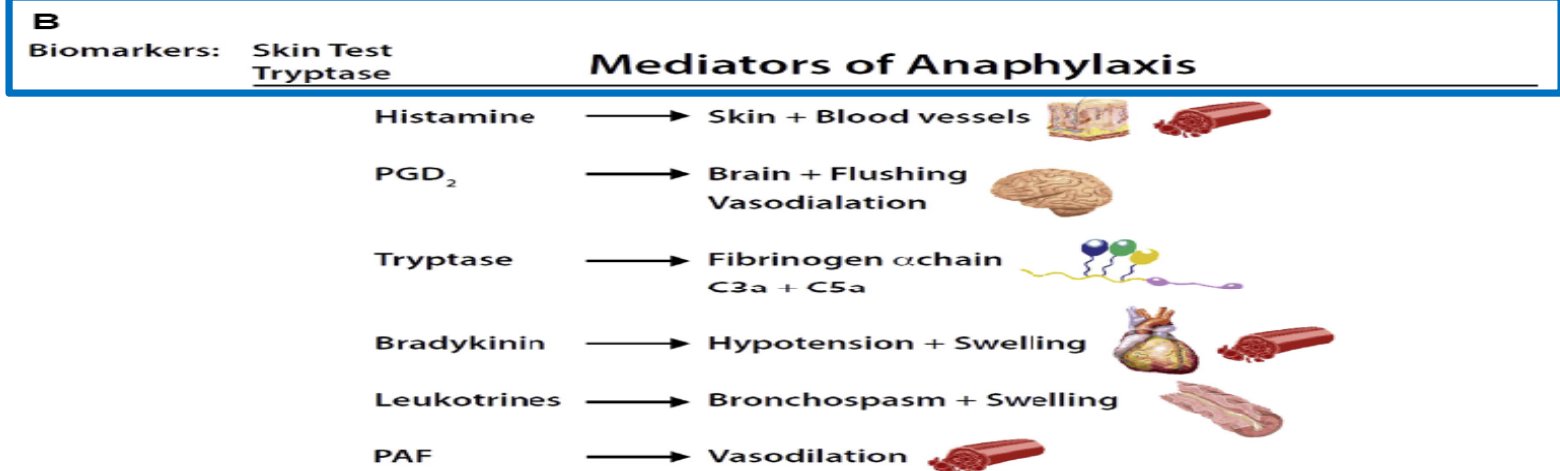 B
Biomarkers: Skin Test
Tryptase
Mediators of Anaphylaxis
Histamine → Skin + Blood vessels
PGD₂ → Brain + Flushing
Vasodialation
Tryptase → Fibrinogen αchain
C3a + C5a
Bradykinin → Hypotension + Swelling
Leukotrines → Bronchospasm + Swelling
PAF → Vasodilation